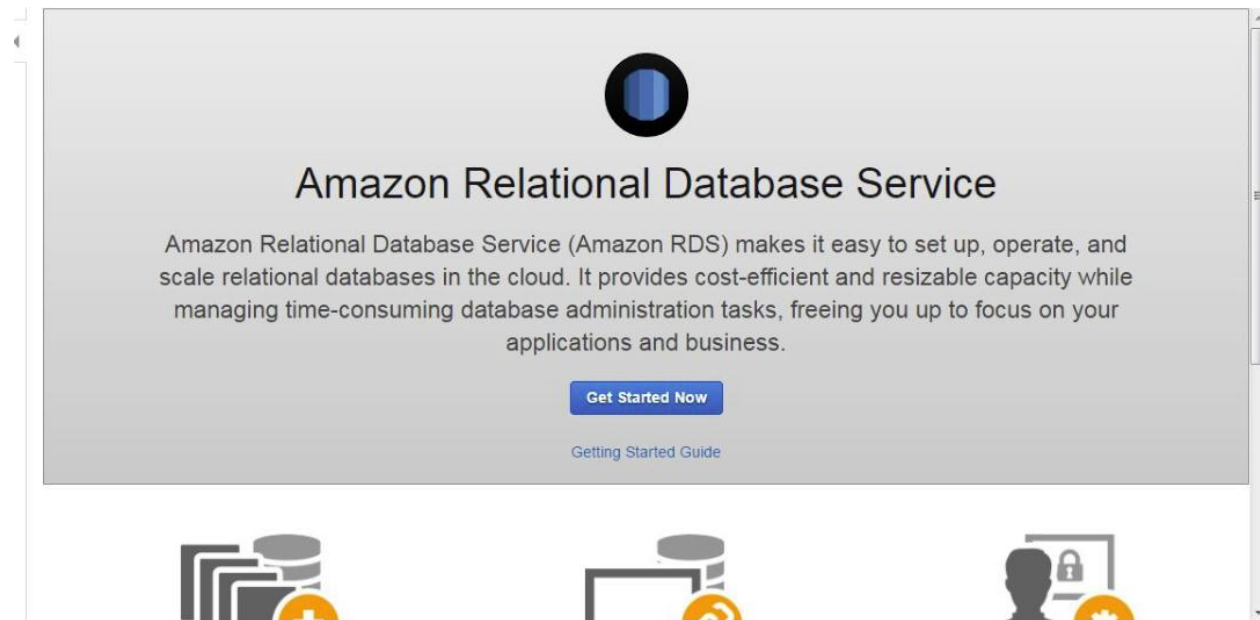 Amazon Relational Database Service
Amazon Relational Database Service (Amazon RDS) makes it easy to set up, operate, and
scale relational databases in the cloud. It provides cost-efficient and resizable capacity while
managing time-consuming database administration tasks, freeing you up to focus on your
applications and business.
Get Started Now
Getting Started Guide